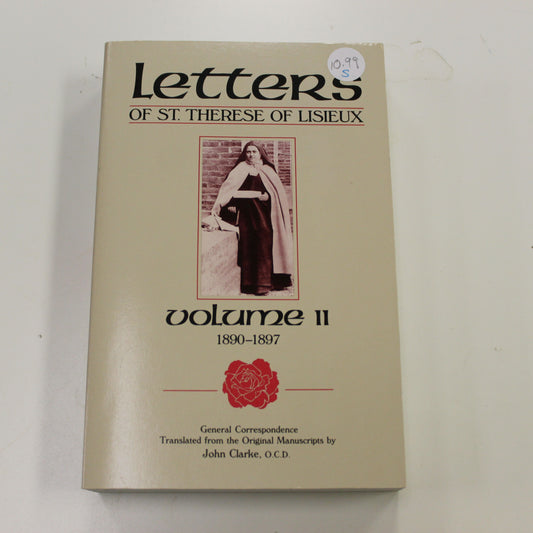 Letters
10.99
S
OF ST. THERESE OF LISIEUX
Volume II
1890–1897
General Correspondence
Translated from the Original Manuscripts by
John Clarke, O.C.D.